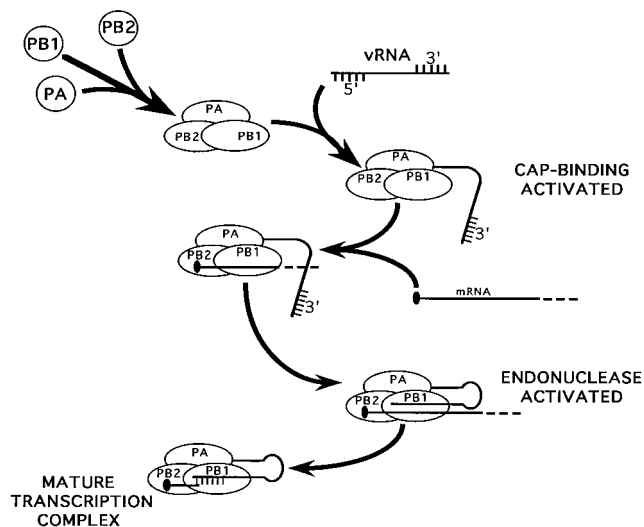 PB2
PB1
PA
vRNA
3'
5'
PA
PB2
PB1
PA
PB2
PB1
CAP-BINDING
ACTIVATED
3'
PA
PB2
PB1
3'
mRNA
PA
PB2
PB1
ENDONUCLEASE
ACTIVATED
PA
PB2
PB1
MATURE
TRANSCRIPTION
COMPLEX